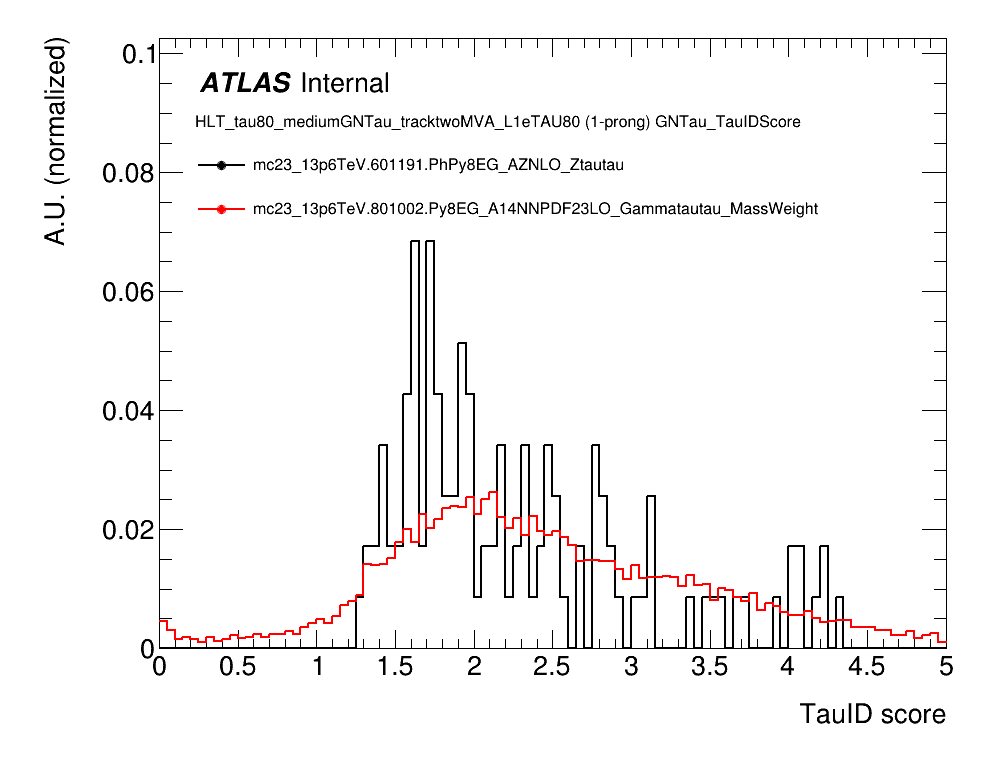 A.U. (normalized)
0.1
0.08
0.06
0.04
0.02
0
ATLAS Internal
HLT_tau80_mediumGNTau_tracktwoMVA_L1eTAU80 (1-prong) GNTau_TauIDScore
mc23_13p6TeV.601191.PhPy8EG_AZNLO_Ztautau
mc23_13p6TeV.801002.Py8EG_A14NNPDF23LO_Gammatautau_MassWeight
0 0.5 1 1.5 2 2.5 3 3.5 4 4.5 5
TauID score